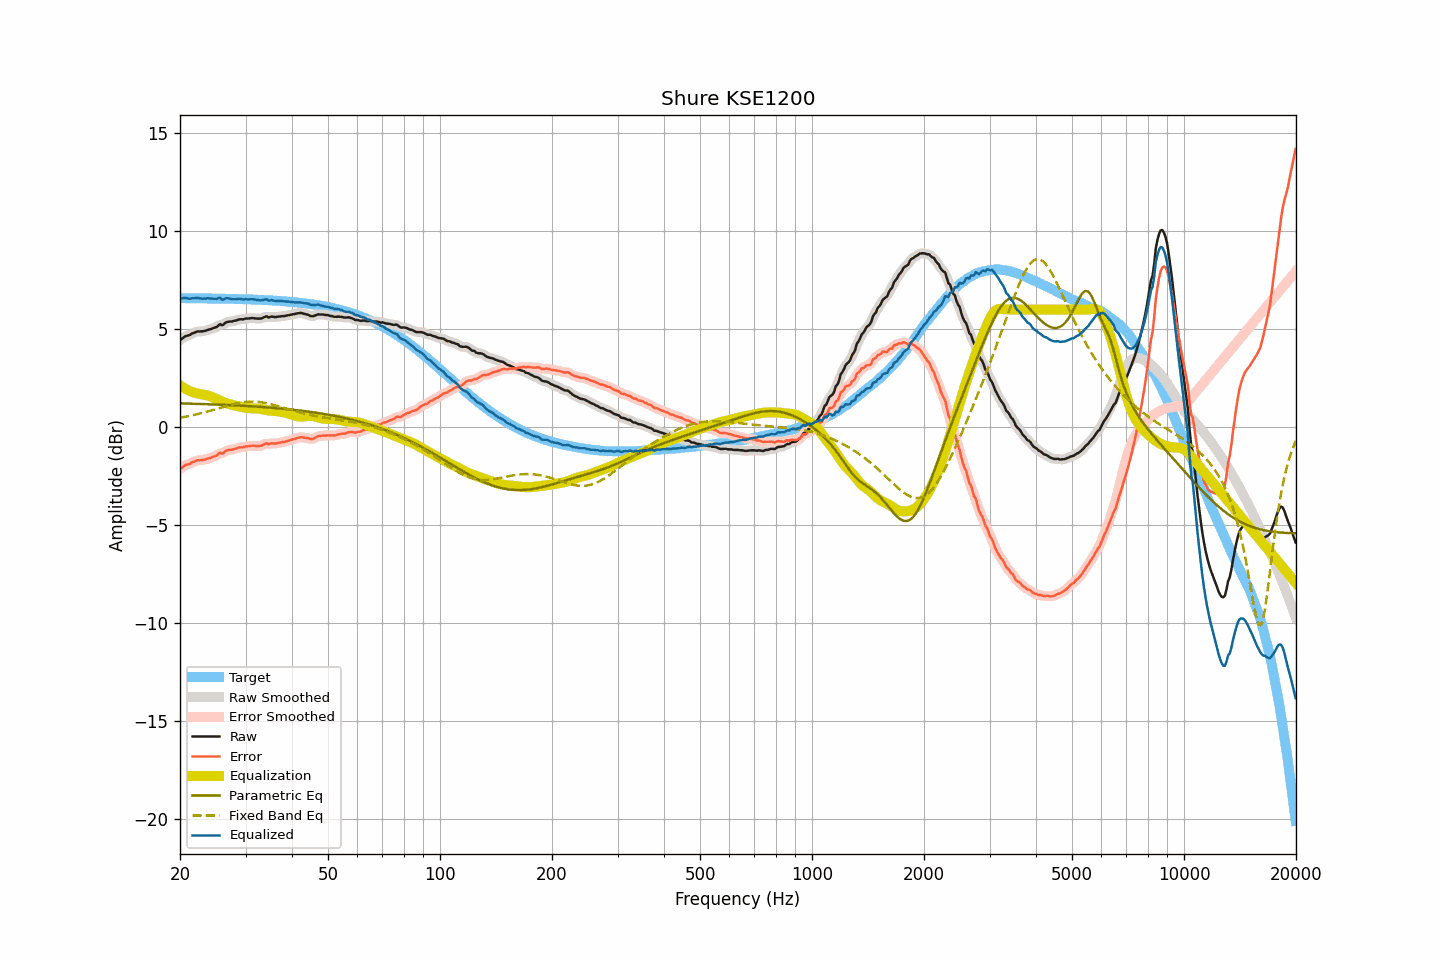 Shure KSE1200
15
10
5
0
−5
−10
−15
−20
Amplitude (dBr)
Target
Raw Smoothed
Error Smoothed
Raw
Error
Equalization
Parametric Eq
Fixed Band Eq
Equalized
20 50 100 200 500 1000 2000 5000 10000 20000
Frequency (Hz)